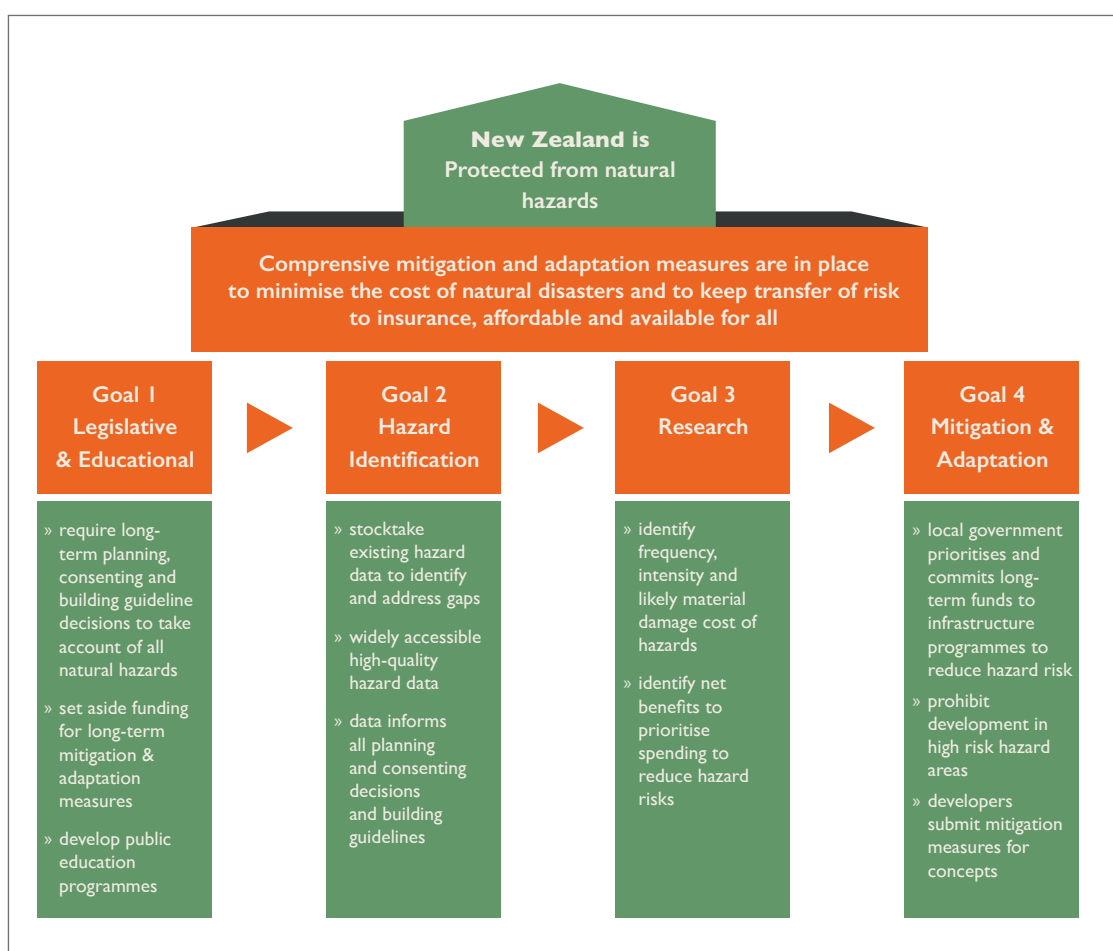 New Zealand is
Protected from natural
hazards
Comprensive mitigation and adaptation measures are in place
to minimise the cost of natural disasters and to keep transfer of risk
to insurance, affordable and available for all
Goal 1
Legislative
& Educational
» require long-
term planning,
consenting and
building guideline
decisions to take
account of all
natural hazards
» set aside funding
for long-term
mitigation &
adaptation
measures
» develop public
education
programmes
Goal 2
Hazard
Identification
» stocktake
existing hazard
data to identify
and address gaps
» widely accessible
high-quality
hazard data
» data informs
all planning
and consenting
decisions
and building
guidelines
Goal 3
Research
» identify
frequency,
intensity and
likely material
damage cost of
hazards
» identify net
benefits to
prioritise
spending to
reduce hazard
risks
Goal 4
Mitigation &
Adaptation
» local government
prioritises and
commits long-
term funds to
infrastructure
programmes to
reduce hazard risk
» prohibit
development in
high risk hazard
areas
» developers
submit mitigation
measures for
concepts